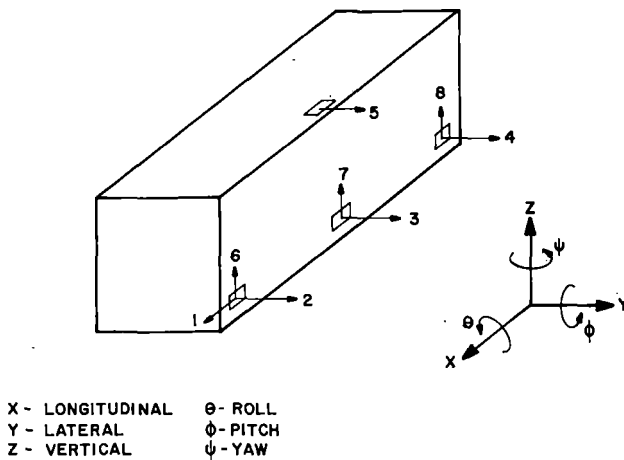 8
5
4
7
3
6
2
1
Z
ψ
Y
θ
ϕ
X
X - LONGITUDINAL θ- ROLL
Y - LATERAL ϕ- PITCH
Z - VERTICAL ψ- YAW